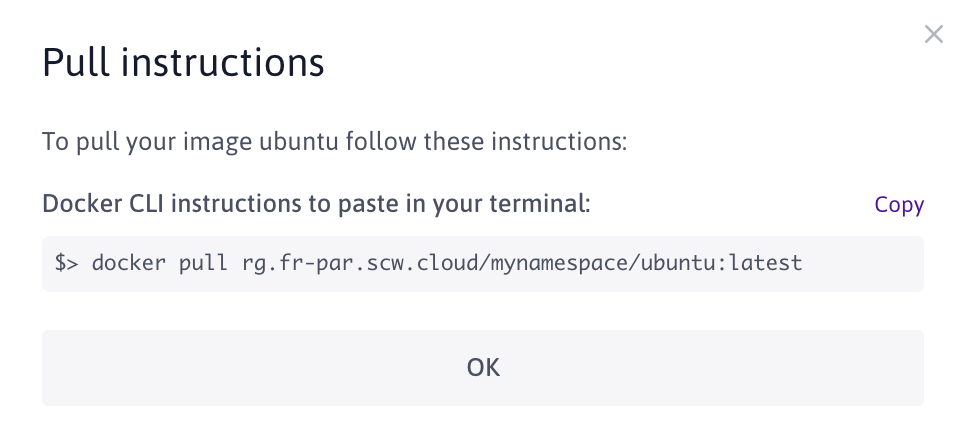 Pull instructions
To pull your image ubuntu follow these instructions:
Docker CLI instructions to paste in your terminal:
Copy
$> docker pull rg.fr-par.scw.cloud/mynamespace/ubuntu:latest
OK